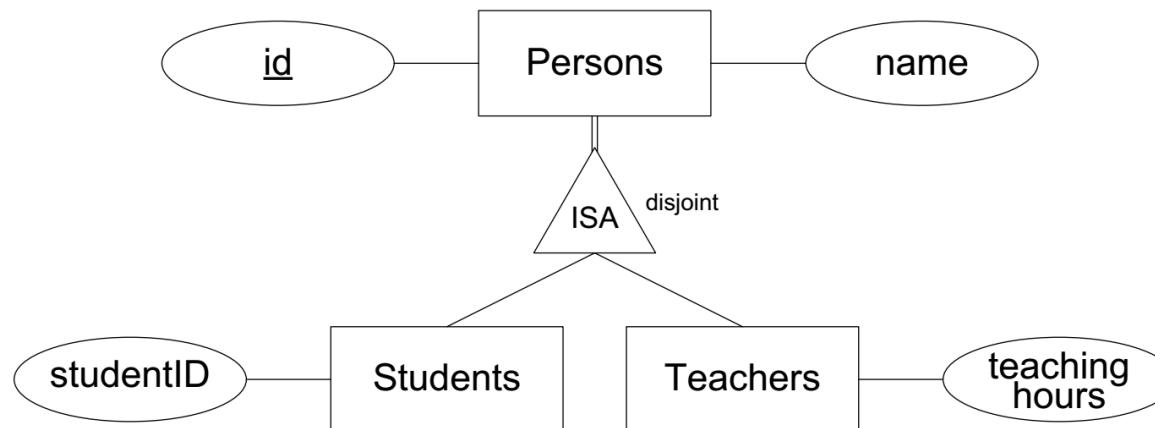 id
Persons
name
ISA
disjoint
studentID
Students
Teachers
teaching
hours